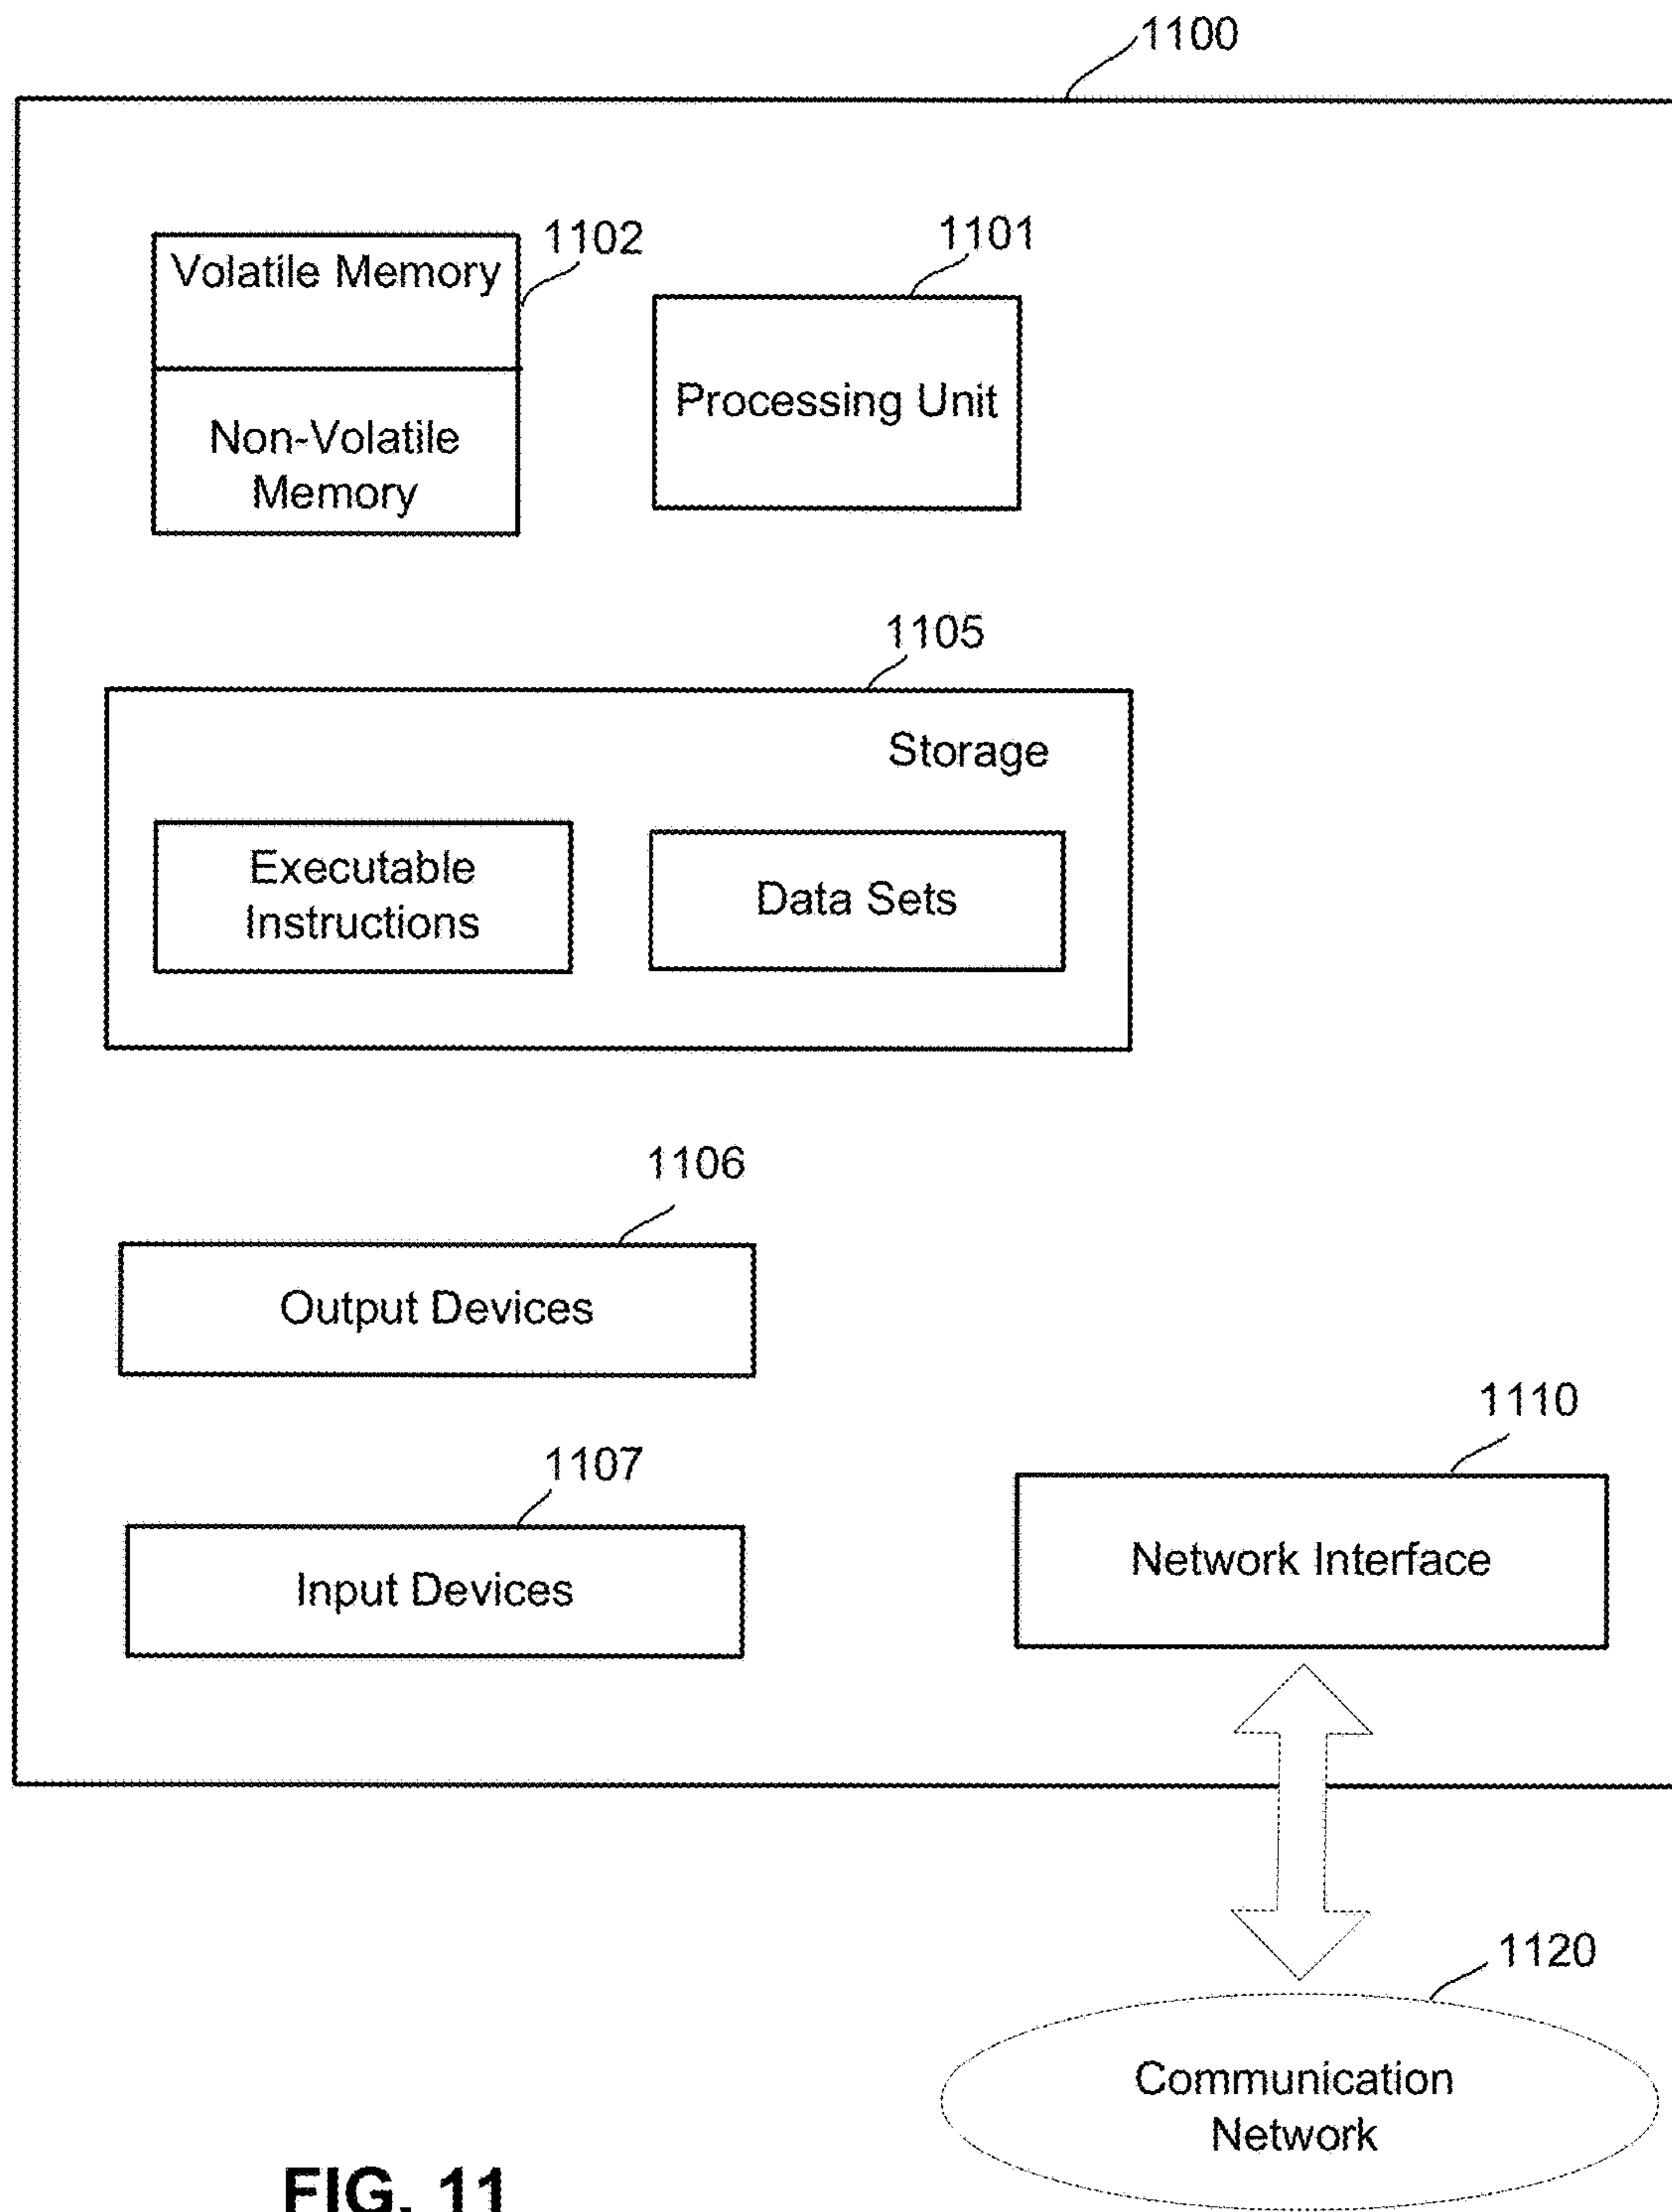 1100
1102
1101
Volatile Memory
Non-Volatile
Memory
Processing Unit
1105
Storage
Executable
Instructions
Data Sets
1106
Output Devices
1110
1107
Input Devices
Network Interface
1120
Communication
Network
FIG. 11